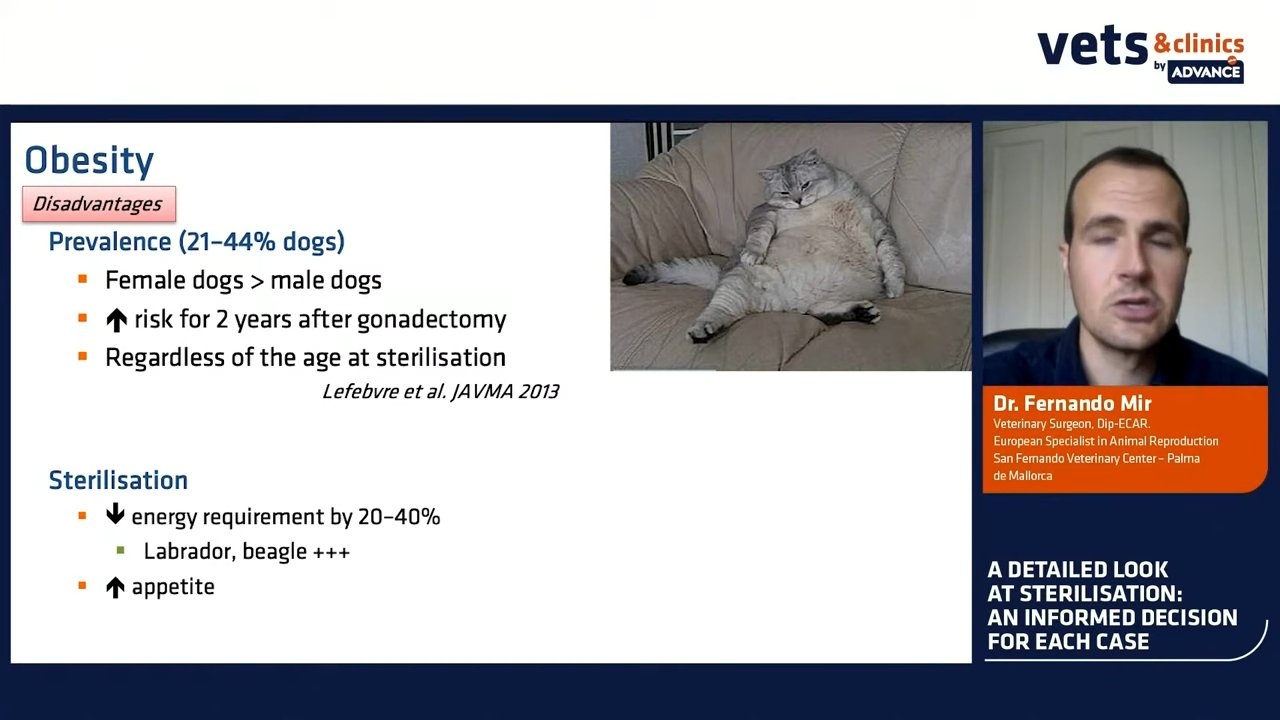 vets &clinics
by ADVANCE
Obesity
Disadvantages
Prevalence (21–44% dogs)
▪ Female dogs > male dogs
▪ ↑ risk for 2 years after gonadectomy
▪ Regardless of the age at sterilisation
Lefebvre et al. JAVMA 2013
Sterilisation
▪ ↓ energy requirement by 20–40%
▪ Labrador, beagle +++
▪ ↑ appetite
Dr. Fernando Mir
Veterinary Surgeon, Dip-ECAR.
European Specialist in Animal Reproduction
San Fernando Veterinary Center – Palma
de Mallorca
A DETAILED LOOK
AT STERILISATION:
AN INFORMED DECISION
FOR EACH CASE